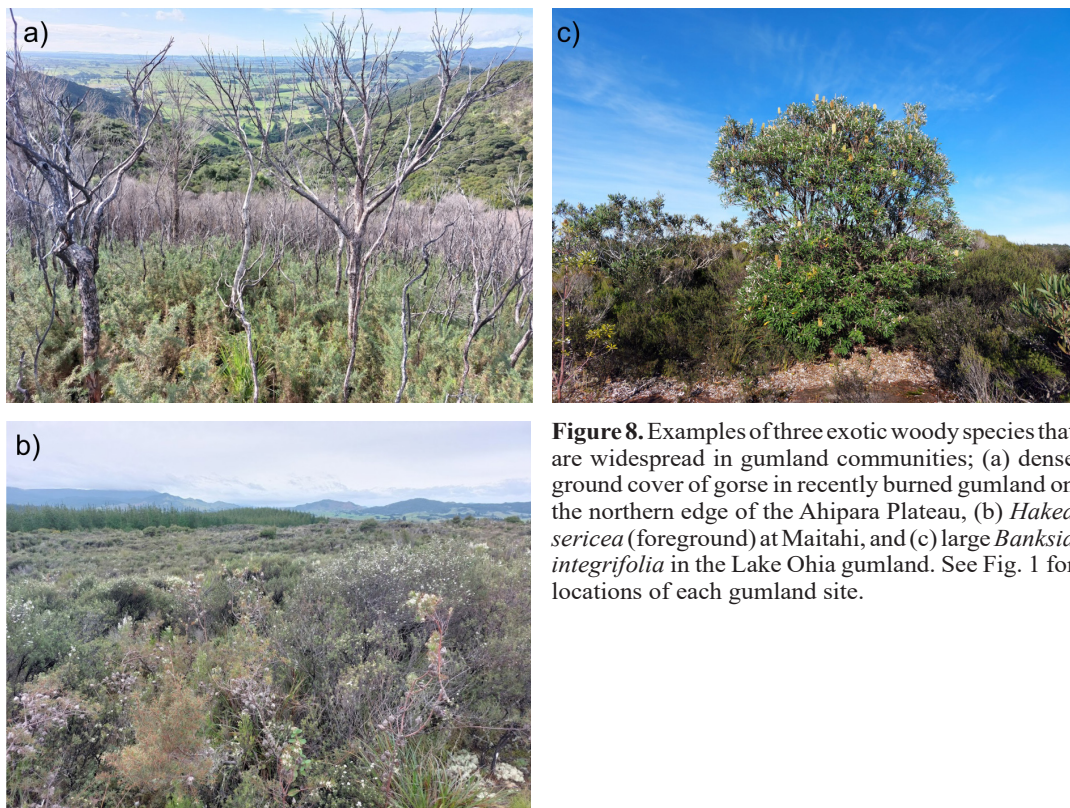 a)
c)
b)
Figure 8. Examples of three exotic woody species that
are widespread in gumland communities; (a) dense
ground cover of gorse in recently burned gumland on
the northern edge of the Ahipara Plateau, (b) Hakea
sericea (foreground) at Maitahi, and (c) large Banksia
integrifolia in the Lake Ohia gumland. See Fig. 1 for
locations of each gumland site.